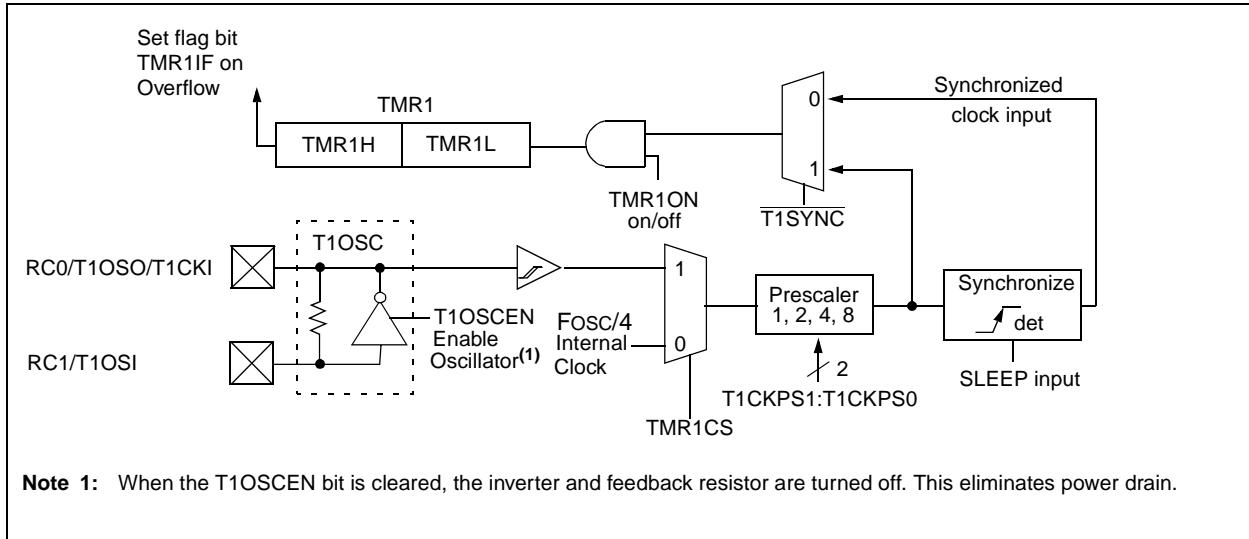 Set flag bit
TMR1IF on
Overflow
TMR1
TMR1H
TMR1L
TMR1ON
on/off
0
1
T1SYNC
Synchronized
clock input
RC0/T1OSO/T1CKI
RC1/T1OSI
T1OSC
T1OSCEN
Enable
Oscillator(1)
FOSC/4
Internal
Clock
1
0
TMR1CS
Prescaler
1, 2, 4, 8
2
T1CKPS1:T1CKPS0
Synchronize
det
SLEEP input
Note 1: When the T1OSCEN bit is cleared, the inverter and feedback resistor are turned off. This eliminates power drain.